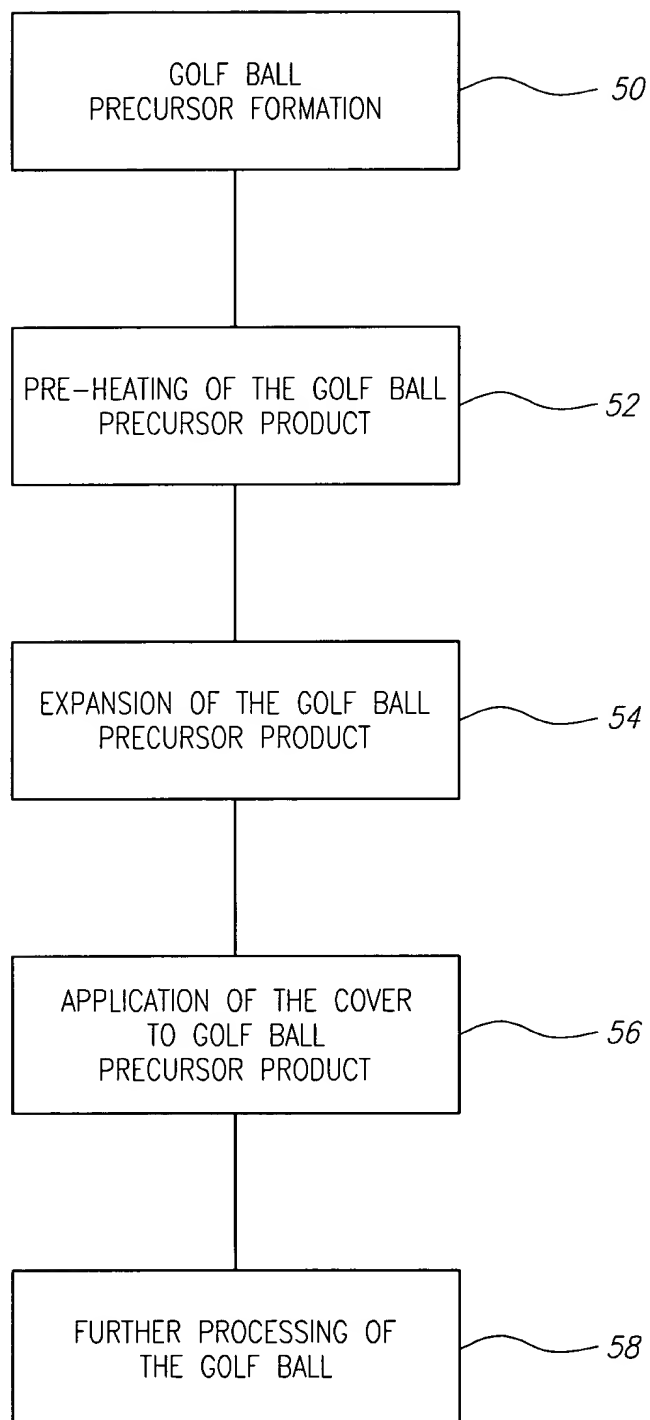 GOLF BALL
PRECURSOR FORMATION
50
PRE-HEATING OF THE GOLF BALL
PRECURSOR PRODUCT
52
EXPANSION OF THE GOLF BALL
PRECURSOR PRODUCT
54
APPLICATION OF THE COVER
TO GOLF BALL
PRECURSOR PRODUCT
56
FURTHER PROCESSING OF
THE GOLF BALL
58